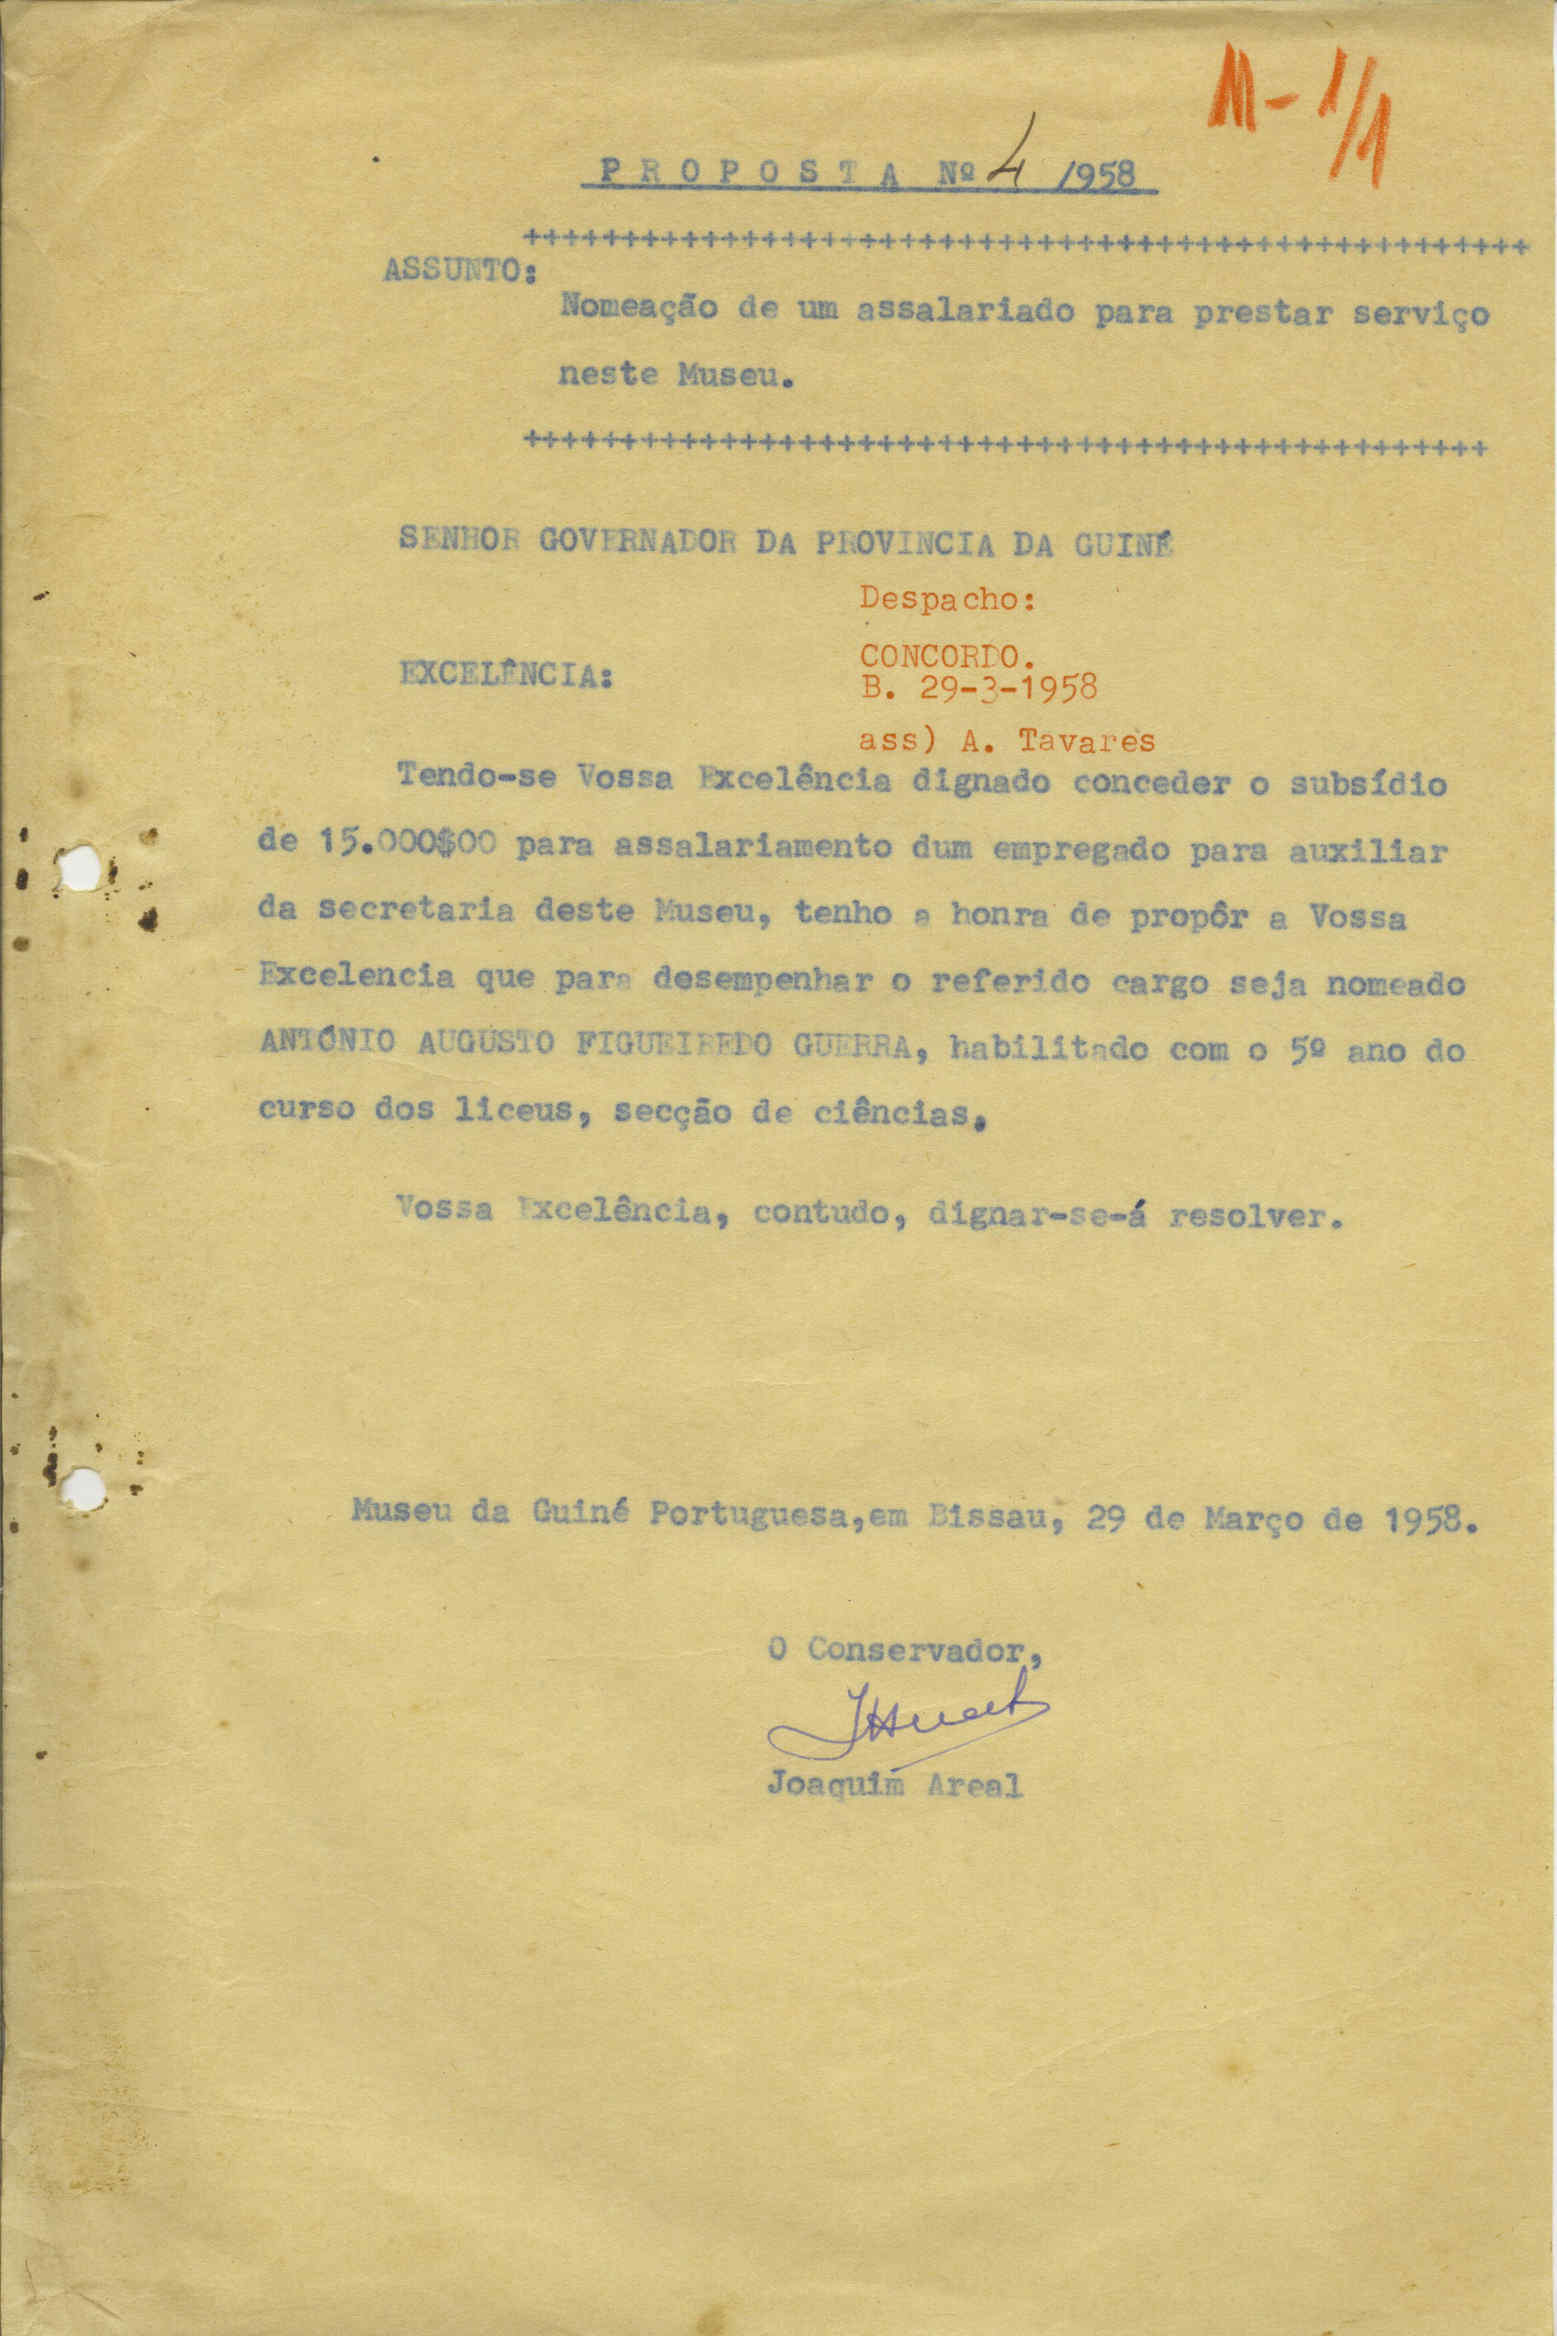 M-1/1
PROPOSTA Nº 4 /1958
+++++++++++++++++++++++++++++++++++++++++++++++++++
ASSUNTO:
Nomeação de um assalariado para prestar serviço
neste Museu.
+++++++++++++++++++++++++++++++++++++++++++++++++
SENHOR GOVERNADOR DA PROVINCIA DA GUINÉ
Despacho:
CONCORDO.
EXCELÊNCIA:
B. 29-3-1958
ass) A. Tavares
Tendo-se Vossa Excelência dignado conceder o subsídio
de 15.000$00 para assalariamento dum empregado para auxiliar
da secretaria deste Museu, tenho a honra de propôr a Vossa
Excelencia que para desempenhar o referido cargo seja nomeado
ANTÓNIO AUGUSTO FIGUEIREDO GUERRA, habilitado com o 5º ano do
curso dos liceus, secção de ciências.
Vossa Excelência, contudo, dignar-se-á resolver.
Museu da Guiné Portuguesa,em Bissau, 29 de Março de 1958.
O Conservador,
Joaquim Areal